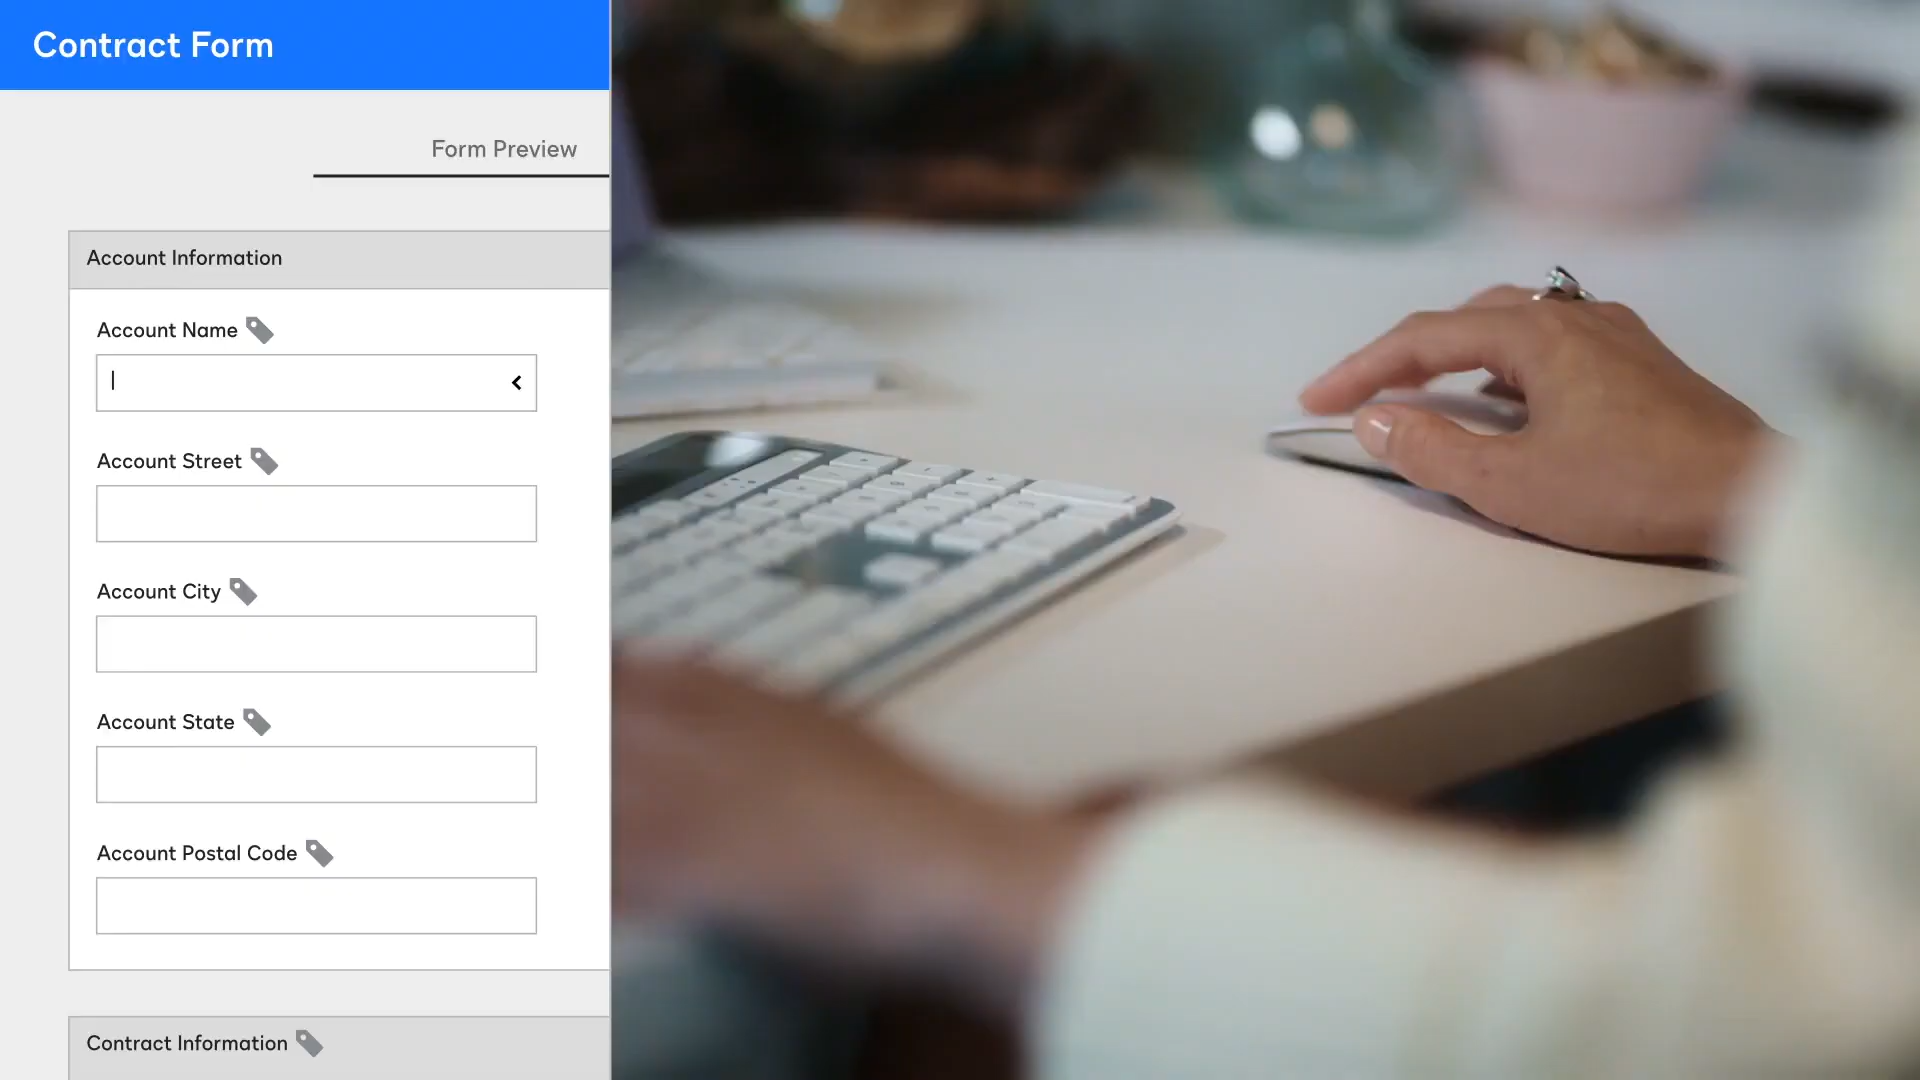 Contract Form
Form Preview
Account Information
Account Name
Account Street
Account City
Account State
Account Postal Code
Contract Information